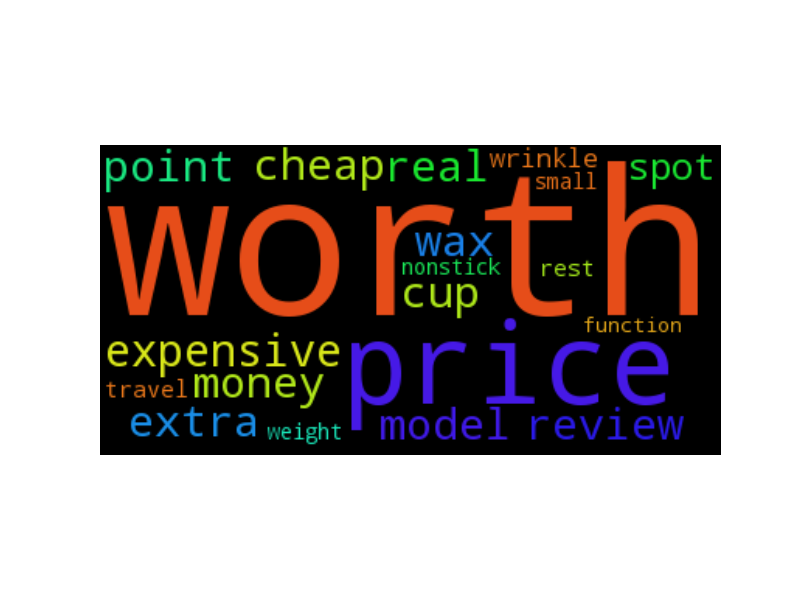 point cheap real wrinkle spot
small
worth
wax
nonstick rest
cup
function
expensive price
travel money
extra weight model review